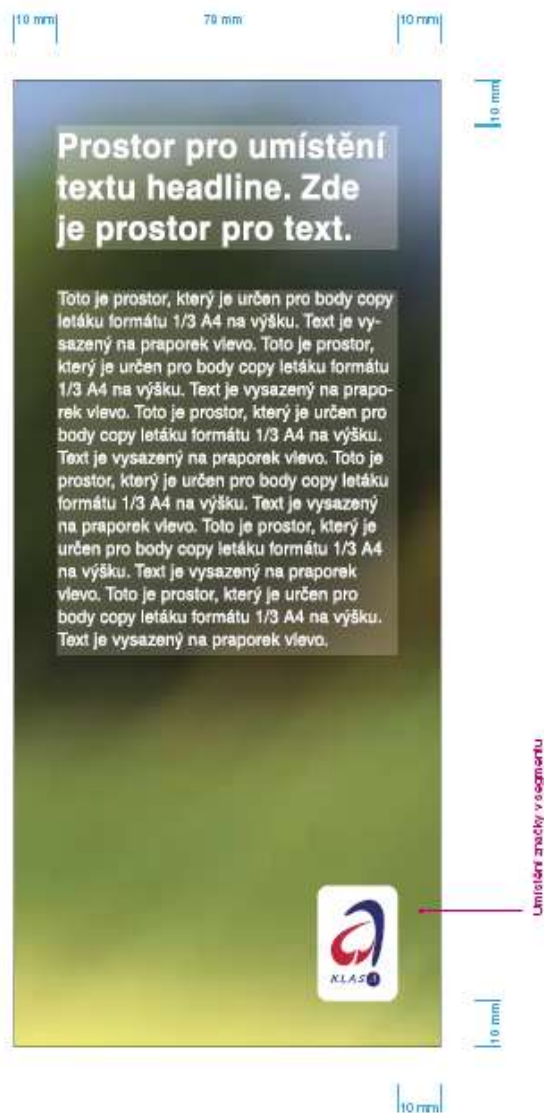 10 mm
79 mm
10 mm
10 mm
Prostor pro umístění
textu headline. Zde
je prostor pro text.
Toto je prostor, který je určen pro body copy
letáku formátu 1/3 A4 na výšku. Text je vy-
sazený na praporek vlevo. Toto je prostor,
který je určen pro body copy letáku formátu
1/3 A4 na výšku. Text je vysazený na prapo-
rek vlevo. Toto je prostor, který je určen pro
body copy letáku formátu 1/3 A4 na výšku.
Text je vysazený na praporek vlevo. Toto je
prostor, který je určen pro body copy letáku
formátu 1/3 A4 na výšku. Text je vysazený
na praporek vlevo. Toto je prostor, který je
určen pro body copy letáku formátu 1/3 A4
na výšku. Text je vysazený na praporek
vlevo. Toto je prostor, který je určen pro
body copy letáku formátu 1/3 A4 na výšku.
Text je vysazený na praporek vlevo.
Umístění značky v segmentu
KLASA
10 mm
10 mm